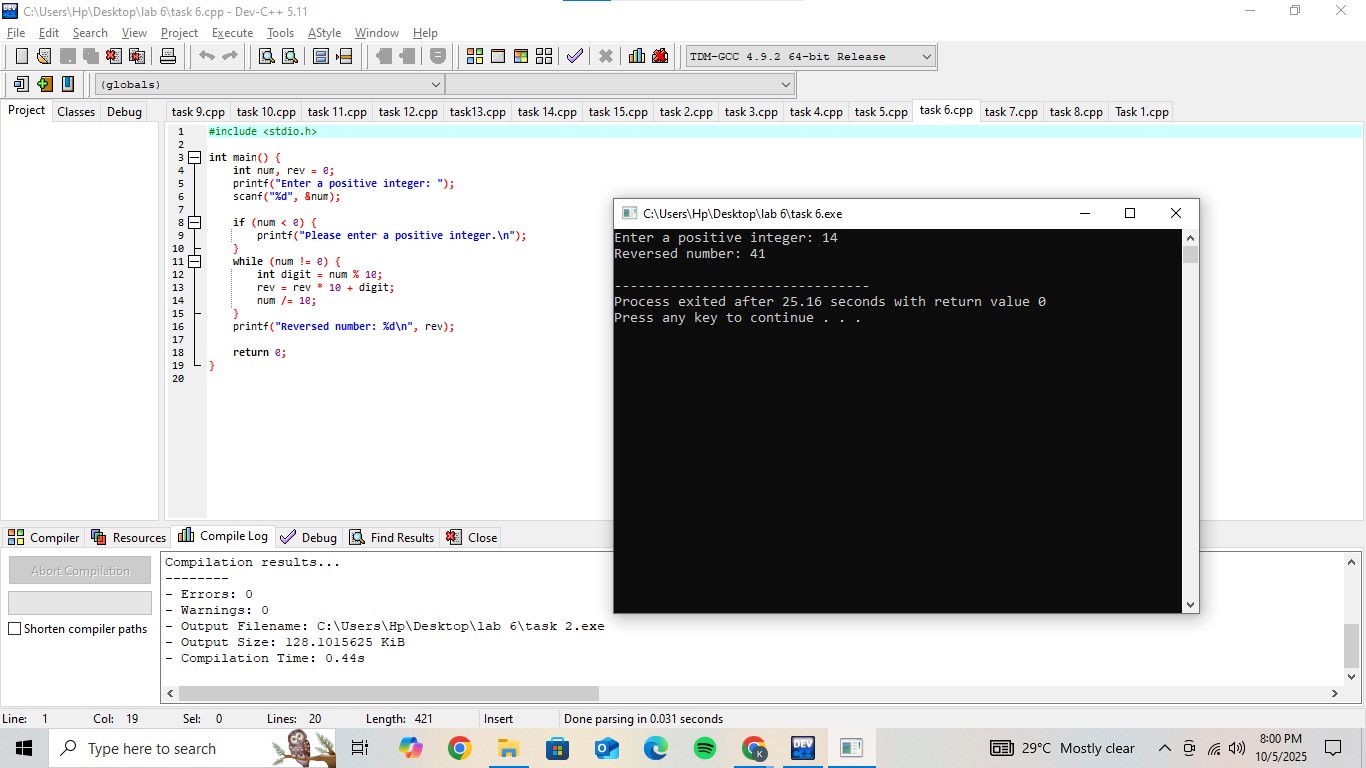 C:\Users\Hp\Desktop\lab 6\task 6.cpp - Dev-C++ 5.11
File Edit Search View Project Execute Tools AStyle Window Help
TDM-GCC 4.9.2 64-bit Release
(globals)
Project Classes Debug
task 9.cpp task 10.cpp task 11.cpp task 12.cpp task13.cpp task 14.cpp task 15.cpp task 2.cpp task 3.cpp task 4.cpp task 5.cpp task 6.cpp task 7.cpp task 8.cpp Task 1.cpp
1 #include <stdio.h>
2
3 int main() {
4 int num, rev = 0;
5 printf("Enter a positive integer: ");
6 scanf("%d", &num);
7
8 if (num < 0) {
9 printf("Please enter a positive integer.\n");
10 }
11 while (num != 0) {
12 int digit = num % 10;
13 rev = rev * 10 + digit;
14 num /= 10;
15 }
16 printf("Reversed number: %d\n", rev);
17
18 return 0;
19 }
20
C:\Users\Hp\Desktop\lab 6\task 6.exe
Enter a positive integer: 14
Reversed number: 41
--------------------------------
Process exited after 25.16 seconds with return value 0
Press any key to continue . . .
Compiler Resources Compile Log Debug Find Results Close
Abort Compilation
Shorten compiler paths
Compilation results...
--------
- Errors: 0
- Warnings: 0
- Output Filename: C:\Users\Hp\Desktop\lab 6\task 2.exe
- Output Size: 128.1015625 KiB
- Compilation Time: 0.44s
Line: 1 Col: 19 Sel: 0 Lines: 20 Length: 421 Insert Done parsing in 0.031 seconds
Type here to search
DEV
K
29°C Mostly clear
8:00 PM
10/5/2025